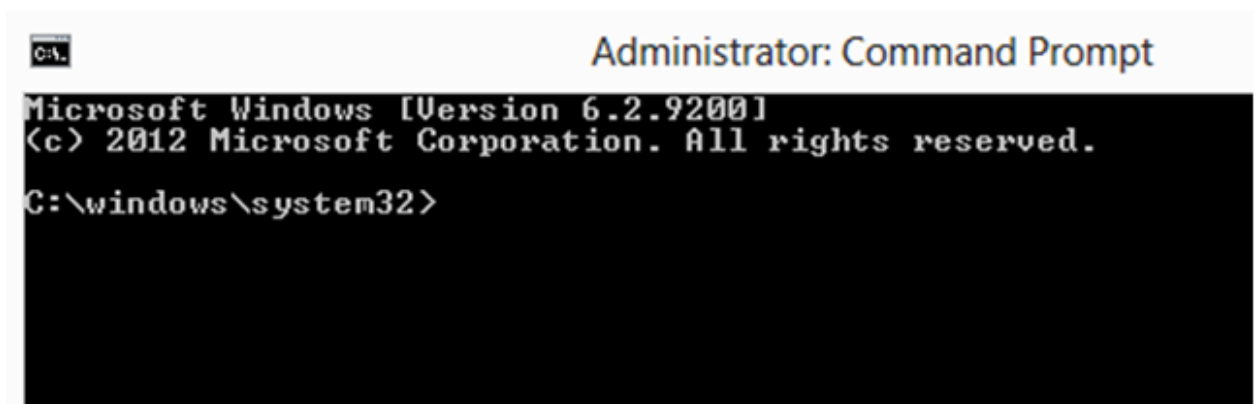 C:\.
Administrator: Command Prompt
Microsoft Windows [Version 6.2.9200]
(c) 2012 Microsoft Corporation. All rights reserved.
C:\windows\system32>